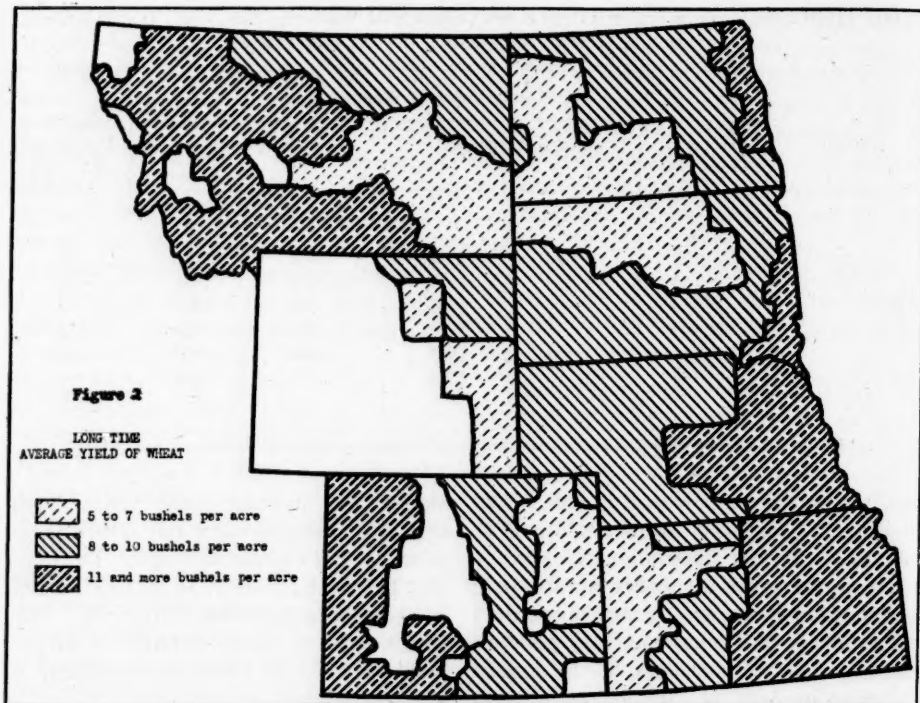 Figure 2
LONG TIME
AVERAGE YIELD OF WHEAT
5 to 7 bushels per acre
8 to 10 bushels per acre
11 and more bushels per acre